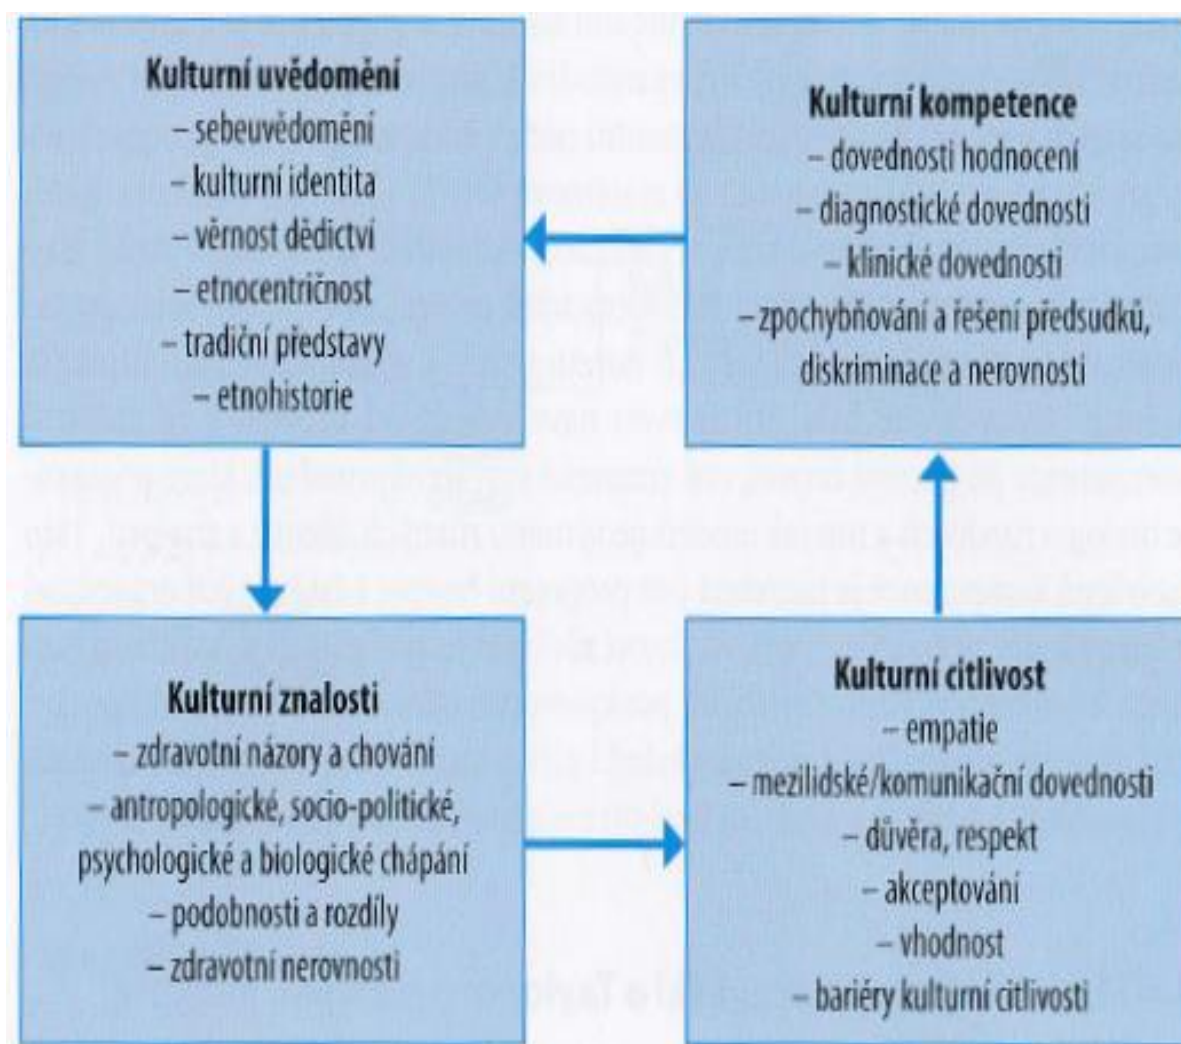 Kulturní uvědomění
– sebeuvědomění
– kulturní identita
– věrnost dědictví
– etnocentričnost
– tradiční představy
– etnohistorie
Kulturní kompetence
– dovednosti hodnocení
– diagnostické dovednosti
– klinické dovednosti
– zpochybňování a řešení předsudků,
diskriminace a nerovnosti
Kulturní znalosti
– zdravotní názory a chování
– antropologické, socio-politické,
psychologické a biologické chápání
– podobnosti a rozdíly
– zdravotní nerovnosti
Kulturní citlivost
– empatie
– mezilidské/komunikační dovednosti
– důvěra, respekt
– akceptování
– vhodnost
– bariéry kulturní citlivosti